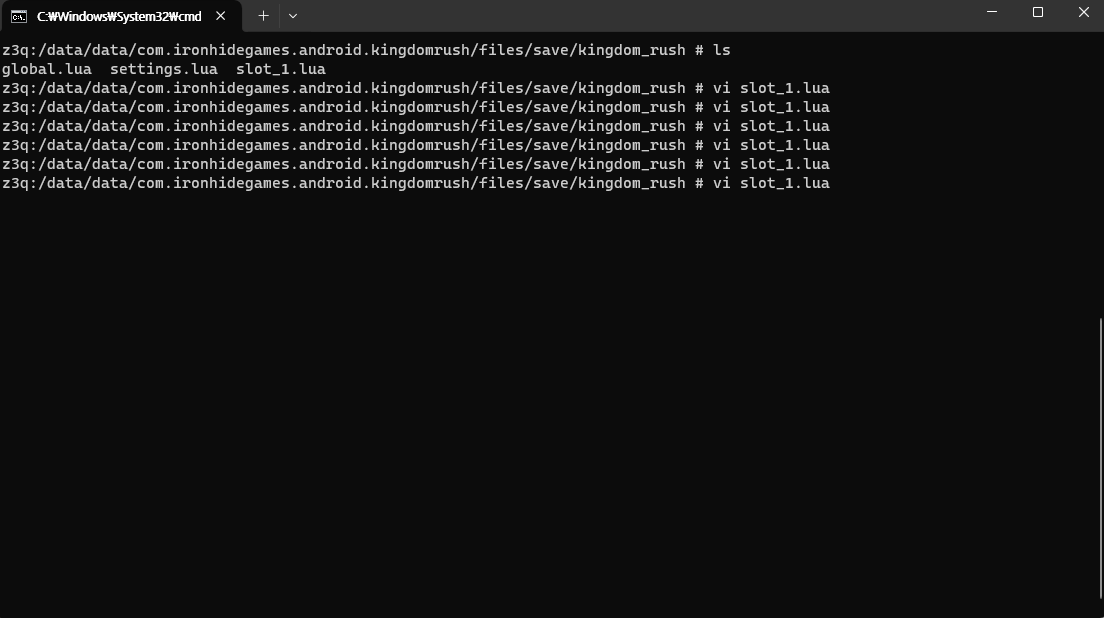 C:₩Windows₩System32₩cmd
z3q:/data/data/com.ironhidegames.android.kingdomrush/files/save/kingdom_rush # ls
global.lua  settings.lua  slot_1.lua
z3q:/data/data/com.ironhidegames.android.kingdomrush/files/save/kingdom_rush # vi slot_1.lua
z3q:/data/data/com.ironhidegames.android.kingdomrush/files/save/kingdom_rush # vi slot_1.lua
z3q:/data/data/com.ironhidegames.android.kingdomrush/files/save/kingdom_rush # vi slot_1.lua
z3q:/data/data/com.ironhidegames.android.kingdomrush/files/save/kingdom_rush # vi slot_1.lua
z3q:/data/data/com.ironhidegames.android.kingdomrush/files/save/kingdom_rush # vi slot_1.lua
z3q:/data/data/com.ironhidegames.android.kingdomrush/files/save/kingdom_rush # vi slot_1.lua